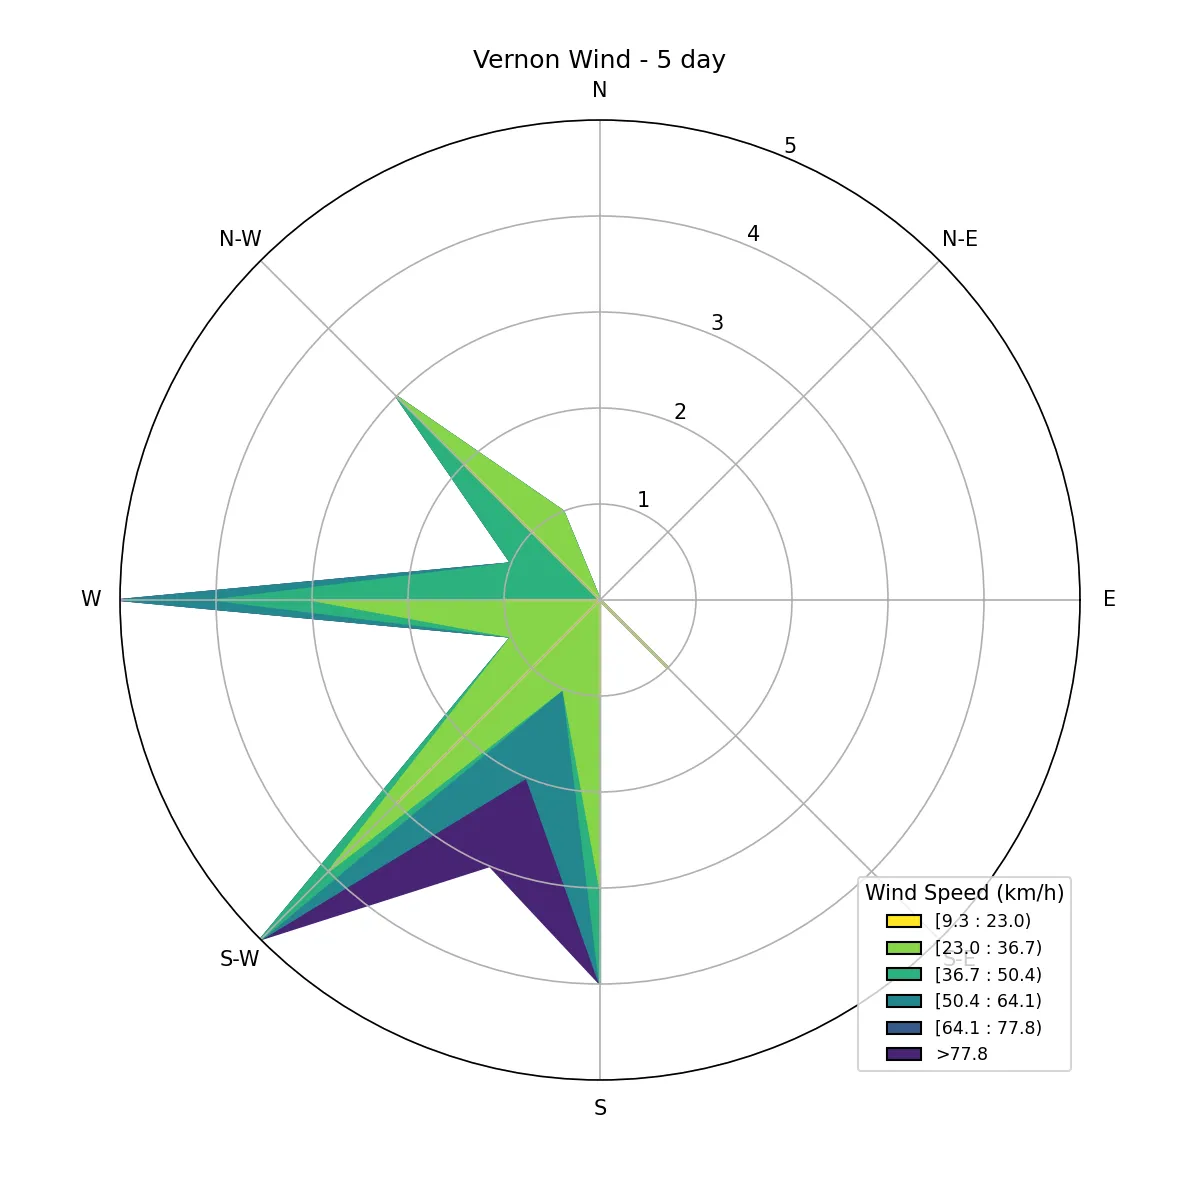 Vernon Wind - 5 day
N
5
N-W
N-E
4
3
2
1
W
E
S-W
S-E
S
Wind Speed (km/h)
[9.3 : 23.0)
[23.0 : 36.7)
[36.7 : 50.4)
[50.4 : 64.1)
[64.1 : 77.8)
>77.8